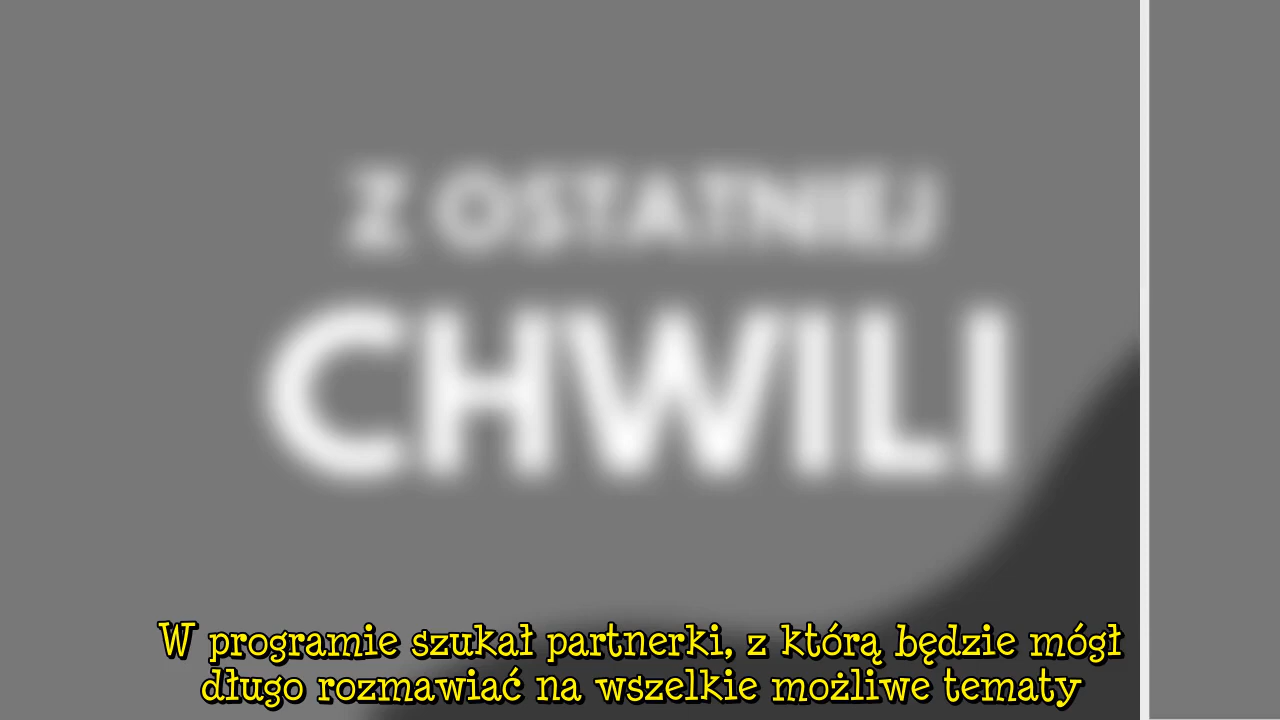 Z OSTATNIEJ
CHWILI
W programie szukał partnerki, z którą będzie mógł
długo rozmawiać na wszelkie możliwe tematy